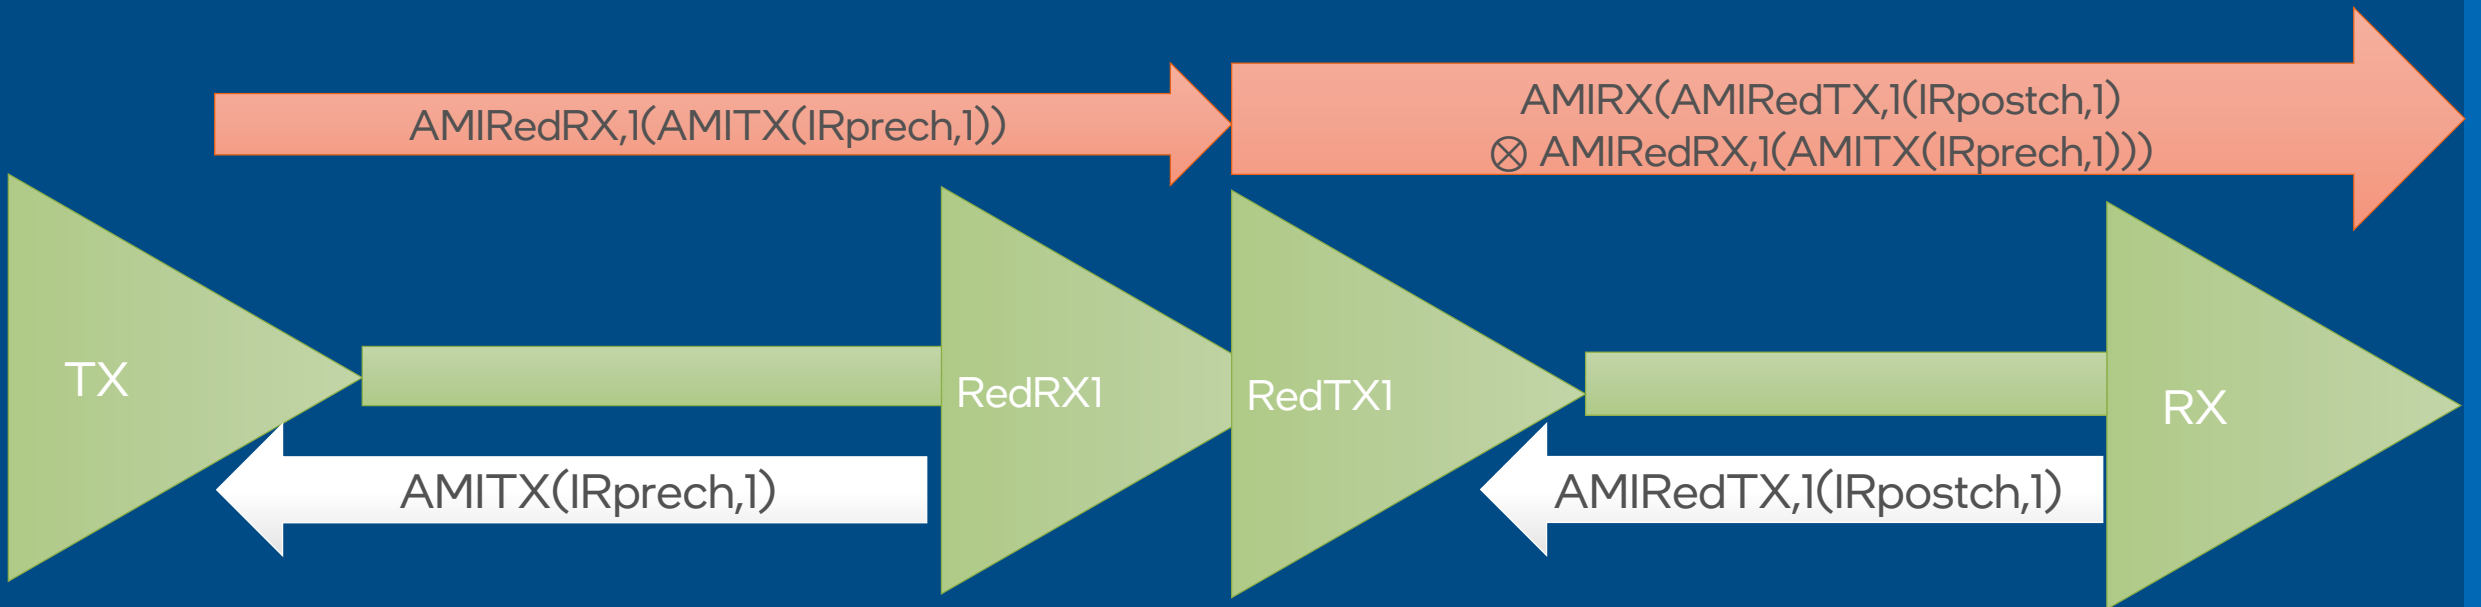 AMIRedRX,1(AMITX(IRprech,1))
AMIRX(AMIRedTX,1(IRpostch,1)
⊗ AMIRedRX,1(AMITX(IRprech,1)))
TX
RedRX1
RedTX1
RX
AMITX(IRprech,1)
AMIRedTX,1(IRpostch,1)